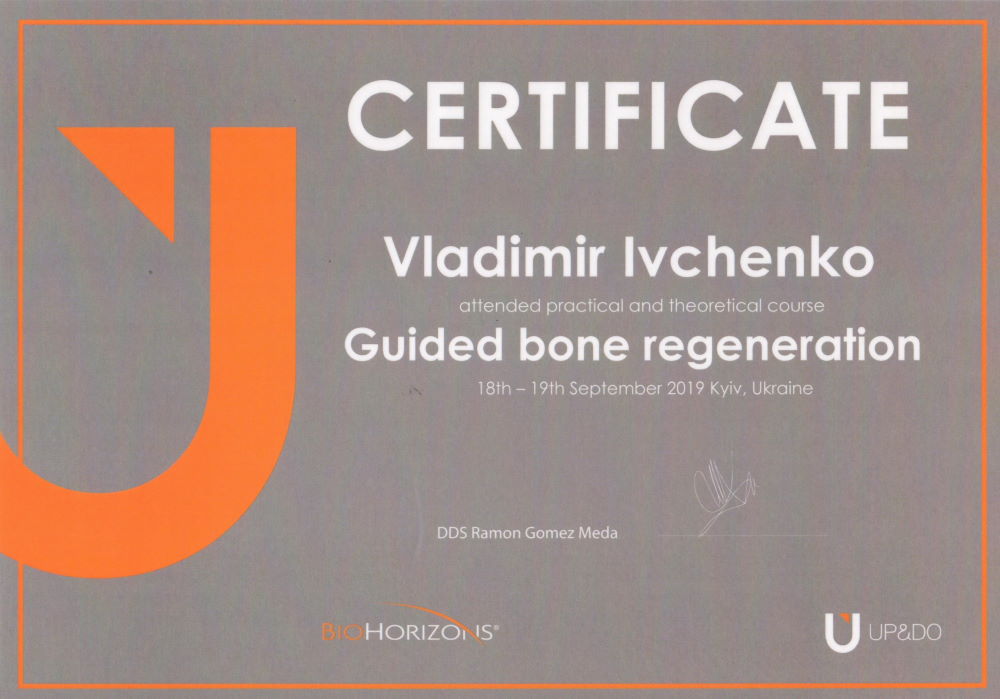 CERTIFICATE
Vladimir Ivchenko
attended practical and theoretical course
Guided bone regeneration
18th – 19th September 2019 Kyiv, Ukraine
DDS Ramon Gomez Meda
BIOHORIZONS®
UP&DO